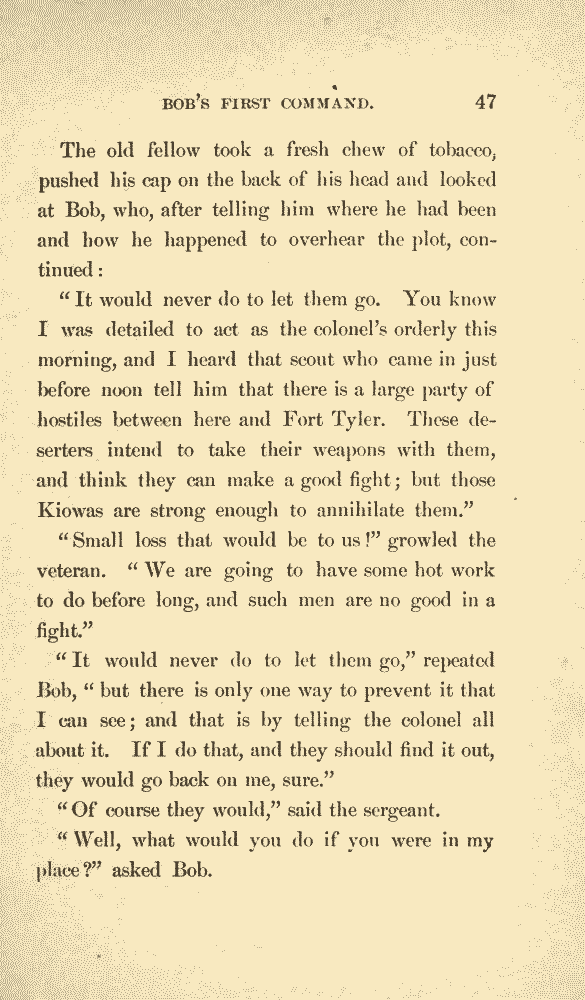 BOB'S FIRST COMMAND. 47
The old fellow took a fresh chew of tobacco,
pushed his cap on the back of his head and looked
at Bob, who, after telling him where he had been
and how he happened to overhear the plot, con-
tinued:
"It would never do to let them go. You know
I was detailed to act as the colonel's orderly this
morning, and I heard that scout who came in just
before noon tell him that there is a large party of
hostiles between here and Fort Tyler. These de-
serters intend to take their weapons with them,
and think they can make a good fight; but those
Kiowas are strong enough to annihilate them."
"Small loss that would be to us!" growled the
veteran. "We are going to have some hot work
to do before long, and such men are no good in a
fight."
"It would never do to let them go," repeated
Bob, "but there is only one way to prevent it that
I can see; and that is by telling the colonel all
about it. If I do that, and they should find it out,
they would go back on me, sure."
"Of course they would," said the sergeant.
"Well, what would you do if you were in my
place?" asked Bob.